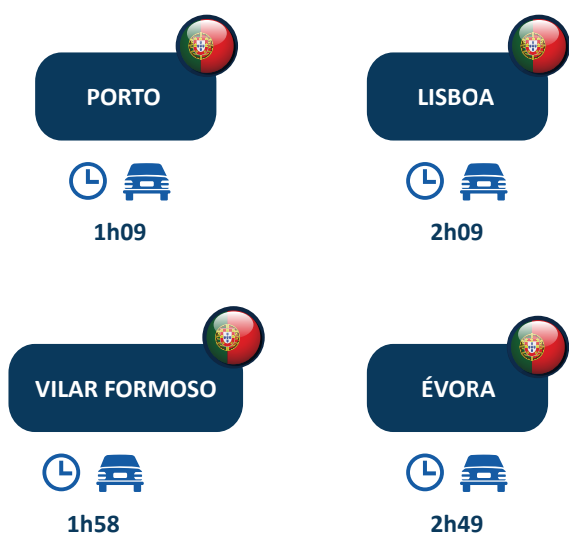 PORTO
1h09
LISBOA
2h09
VILAR FORMOSO
1h58
ÉVORA
2h49